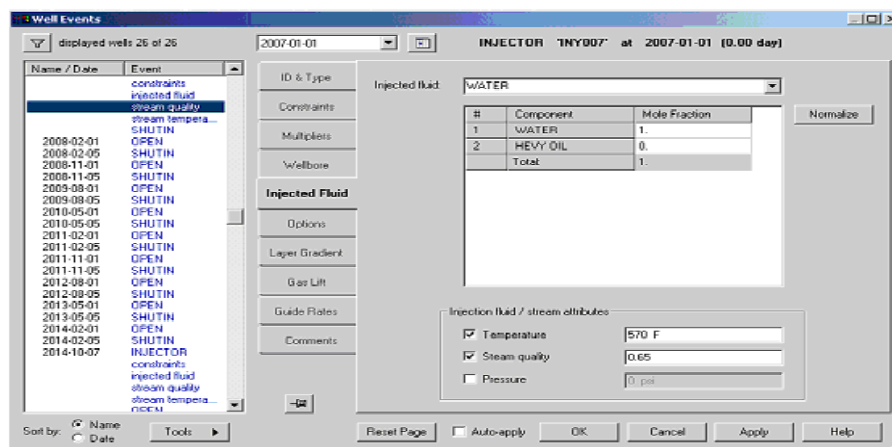 Well Events
displayed wells 26 of 26
2007-01-01
INJECTOR 'INY007' at 2007-01-01 (0.00 day)
Name / Date Event
constraints
injected fluid
stream quality
stream tempera...
SHUTIN
2008-02-01 OPEN
2008-02-05 SHUTIN
2008-11-01 OPEN
2008-11-05 SHUTIN
2009-08-01 OPEN
2009-08-05 SHUTIN
2010-05-01 OPEN
2010-05-05 SHUTIN
2011-02-01 OPEN
2011-02-05 SHUTIN
2011-11-01 OPEN
2011-11-05 SHUTIN
2012-08-01 OPEN
2012-08-05 SHUTIN
2013-05-01 OPEN
2013-05-05 SHUTIN
2014-02-01 OPEN
2014-02-05 SHUTIN
2014-10-07 INJECTOR
constraints
injected fluid
stream quality
stream tempera...
OPEN
Sort by: Name
Date
Tools
ID & Type
Constraints
Multipliers
Wellbore
Injected Fluid
Options
Layer Gradient
Gas Lift
Guide Rates
Comments
Injected fluid: WATER
# Component Mole Fraction
1 WATER 1.
2 HEVY OIL 0.
Total: 1.
Normalize
Injection fluid / stream attributes
Temperature 570 F
Steam quality 0.65
Pressure 0 psi
Reset Page Auto-apply OK Cancel Apply Help